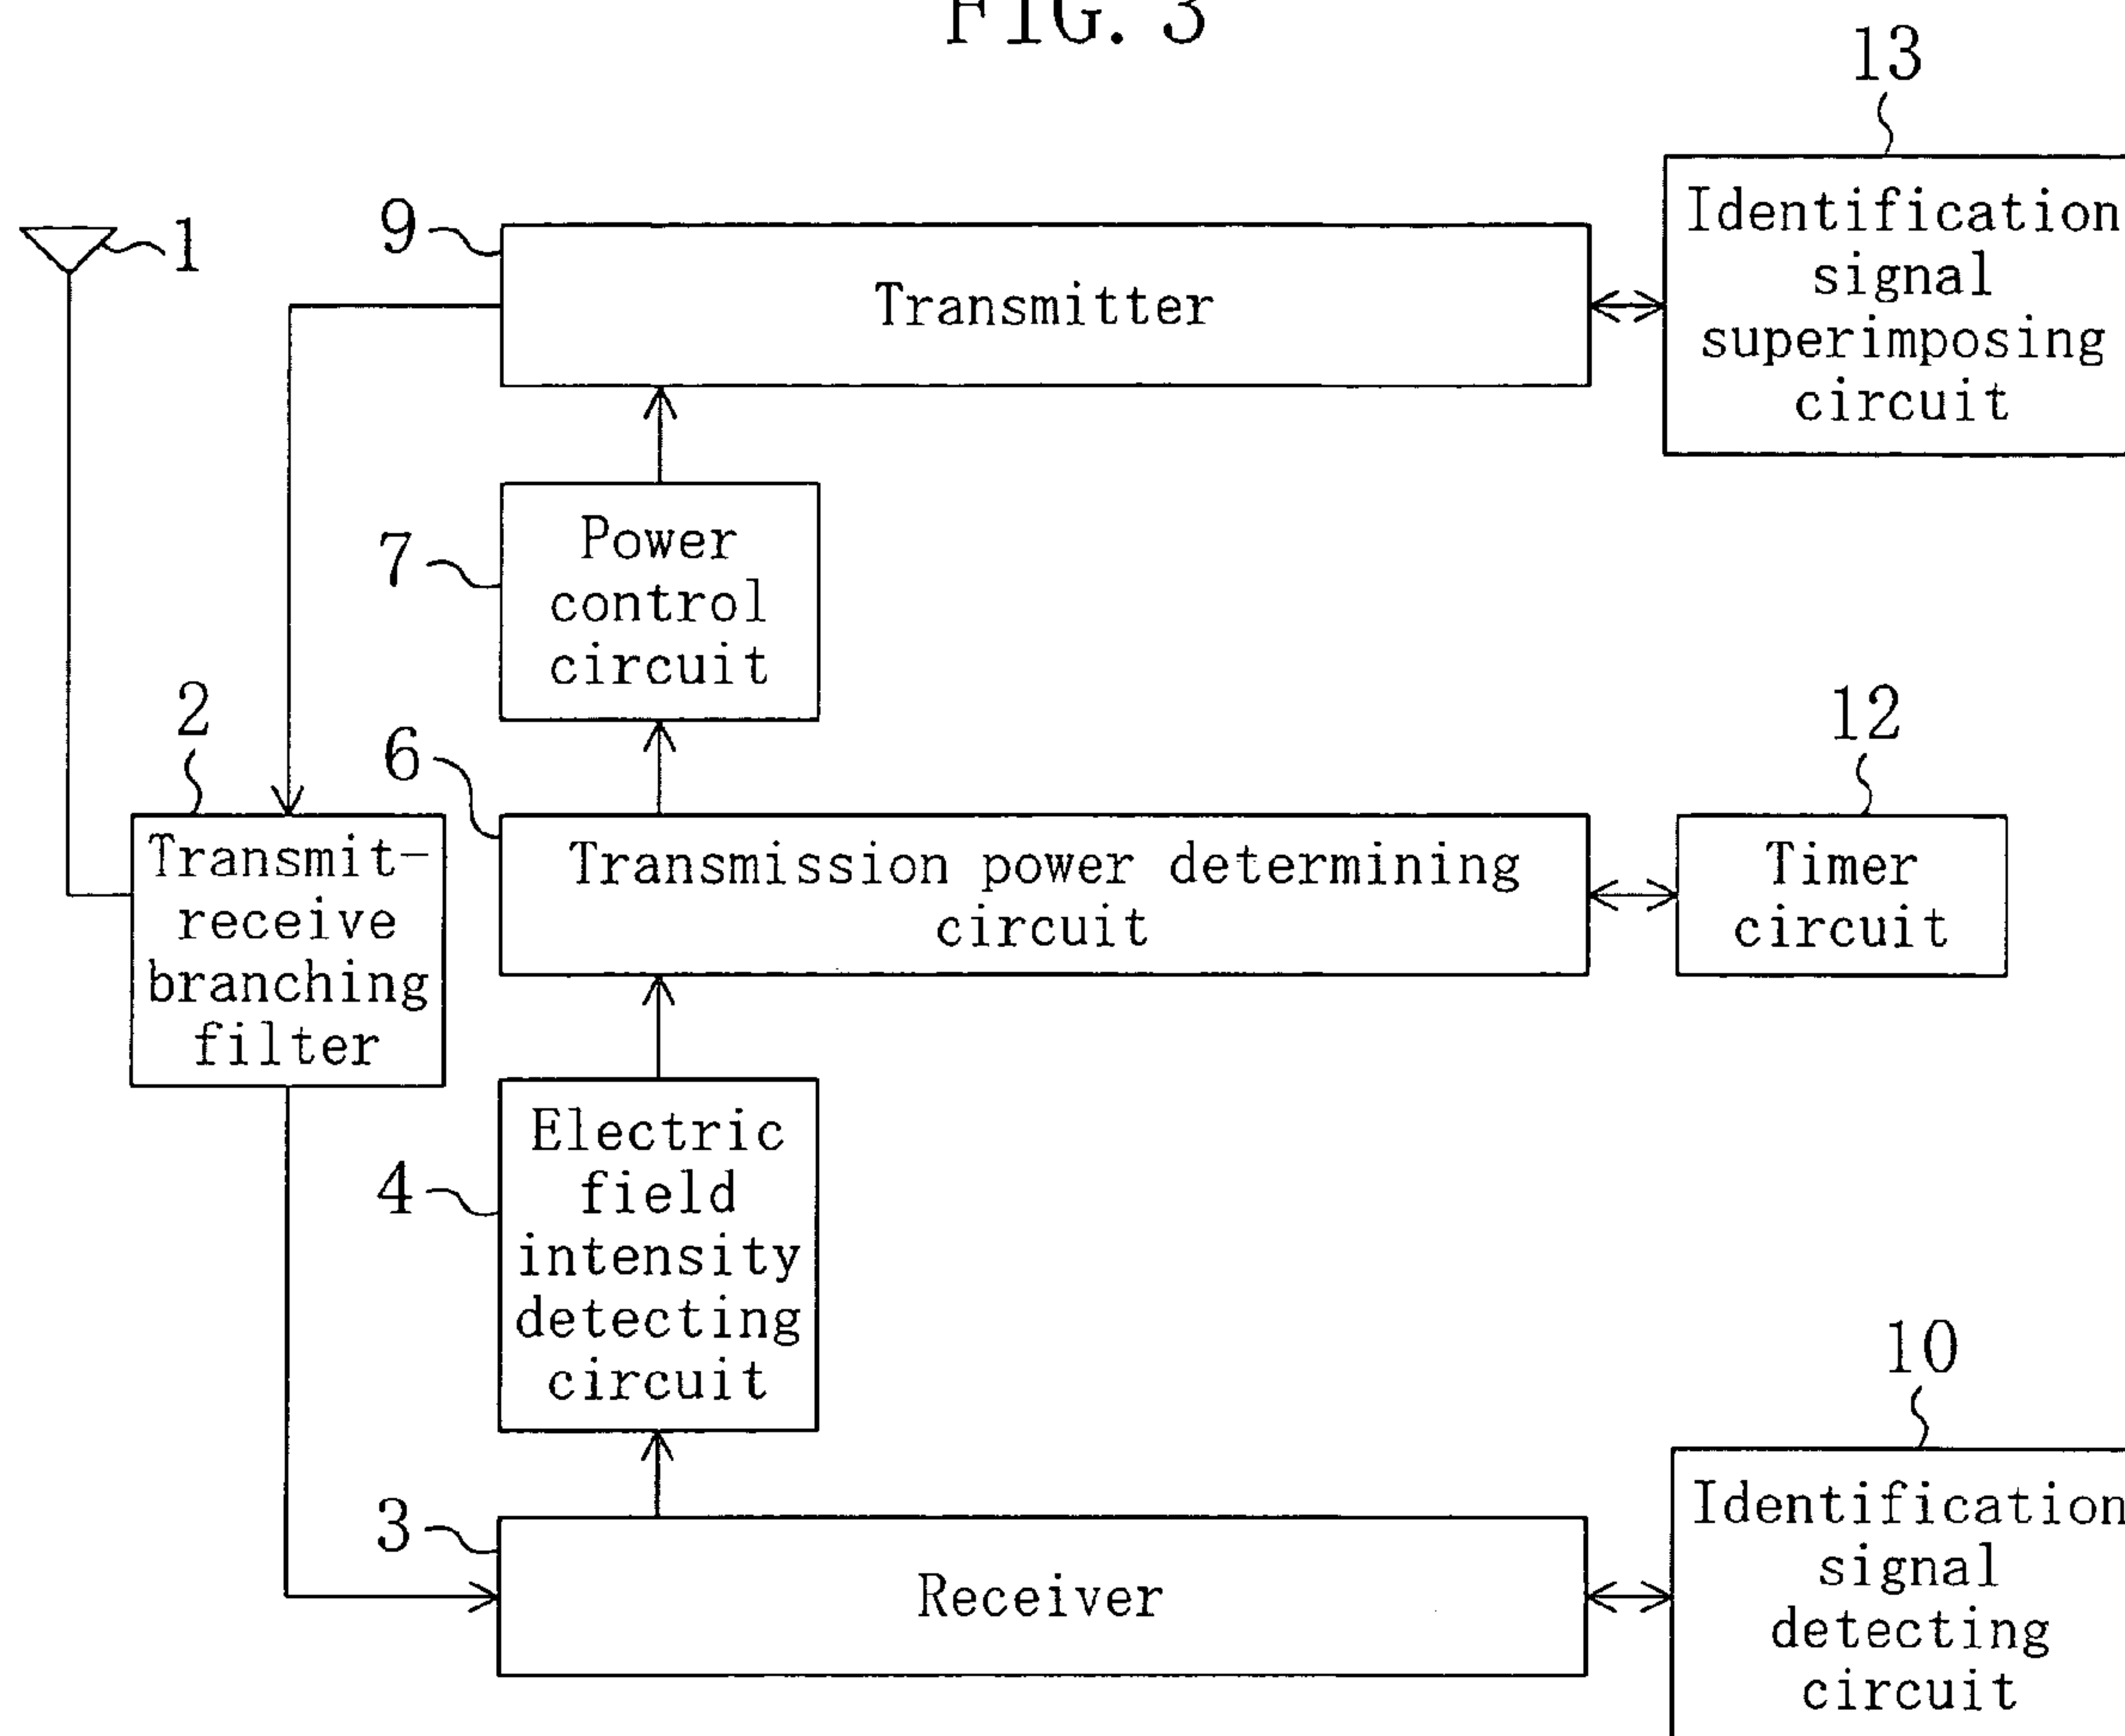 FIG. 3
13
Identification
signal
superimposing
circuit
1
9
Transmitter
7
Power
control
circuit
2
Transmit-
receive
branching
filter
6
Transmission power determining
circuit
12
Timer
circuit
4
Electric
field
intensity
detecting
circuit
3
Receiver
10
Identification
signal
detecting
circuit